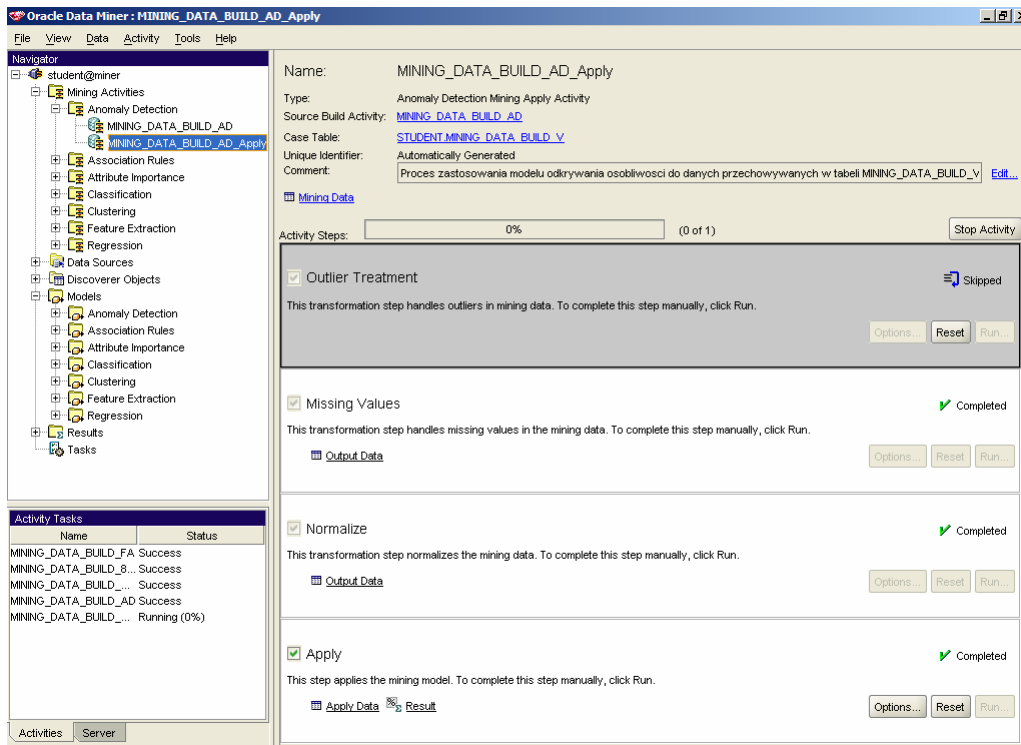 Oracle Data Miner : MINING_DATA_BUILD_AD_Apply
File View Data Activity Tools Help
Navigator
student@miner
Mining Activities
Anomaly Detection
MINING_DATA_BUILD_AD
MINING_DATA_BUILD_AD_Apply
Association Rules
Attribute Importance
Classification
Clustering
Feature Extraction
Regression
Data Sources
Discoverer Objects
Models
Anomaly Detection
Association Rules
Attribute Importance
Classification
Clustering
Feature Extraction
Regression
Results
Tasks
Activity Tasks
Name Status
MINING_DATA_BUILD_FA Success
MINING_DATA_BUILD_8... Success
MINING_DATA_BUILD_... Success
MINING_DATA_BUILD_AD Success
MINING_DATA_BUILD_... Running (0%)
Activities Server
Name: MINING_DATA_BUILD_AD_Apply
Type: Anomaly Detection Mining Apply Activity
Source Build Activity: MINING_DATA_BUILD_AD
Case Table: STUDENT.MINING_DATA_BUILD_V
Unique Identifier: Automatically Generated
Comment: Proces zastosowania modelu odkrywania osobliwosci do danych przechowywanych w tabeli MINING_DATA_BUILD_V Edit...
Mining Data
Activity Steps: 0% (0 of 1) Stop Activity
Outlier Treatment Skipped
This transformation step handles outliers in mining data. To complete this step manually, click Run.
Options... Reset Run...
Missing Values Completed
This transformation step handles missing values in the mining data. To complete this step manually, click Run.
Output Data Options... Reset Run...
Normalize Completed
This transformation step normalizes the mining data. To complete this step manually, click Run.
Output Data Options... Reset Run...
Apply Completed
This step applies the mining model. To complete this step manually, click Run.
Apply Data Result Options... Reset Run...